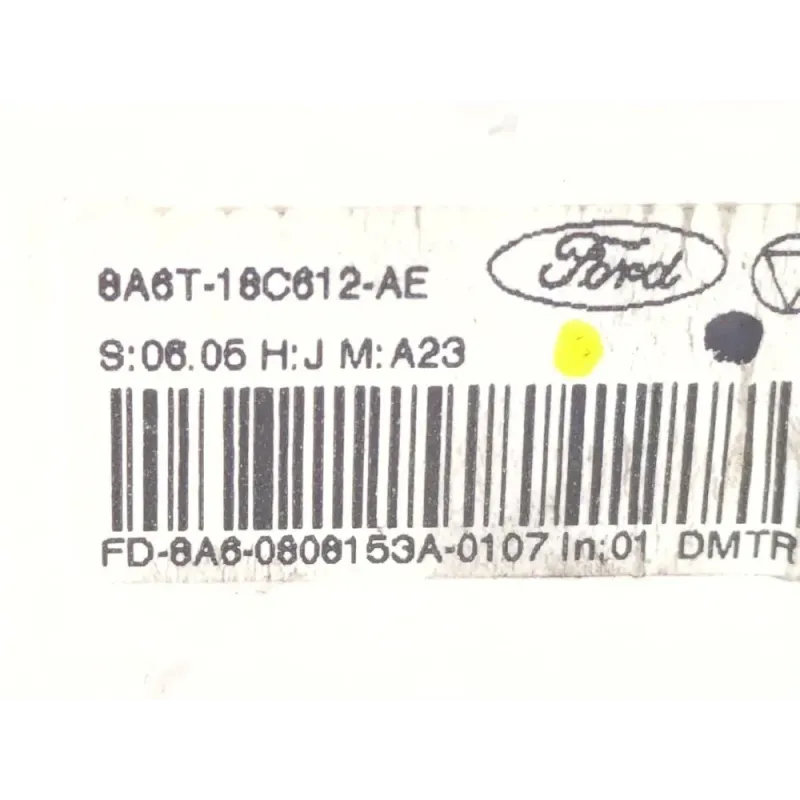 8A6T-18C612-AE
Ford
S:06.05 H:J M:A23
FD-8A6-0808153A-0107 In:01 DMTR